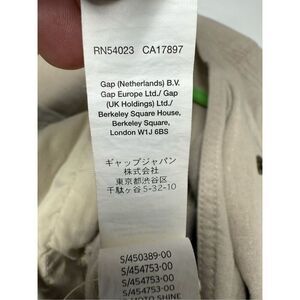 RN54023 CA17897
Gap (Netherlands) B.V.
Gap Europe Ltd./ Gap
(UK Holdings) Ltd./
Berkeley Square House,
Berkeley Square,
London W1J 6BS
ギャップジャパン
株式会社
東京都渋谷区
千駄ヶ谷5-32-10
S/450389-00
S/454753-00
S/454753-00
S/454753-00
MOTO SHINE